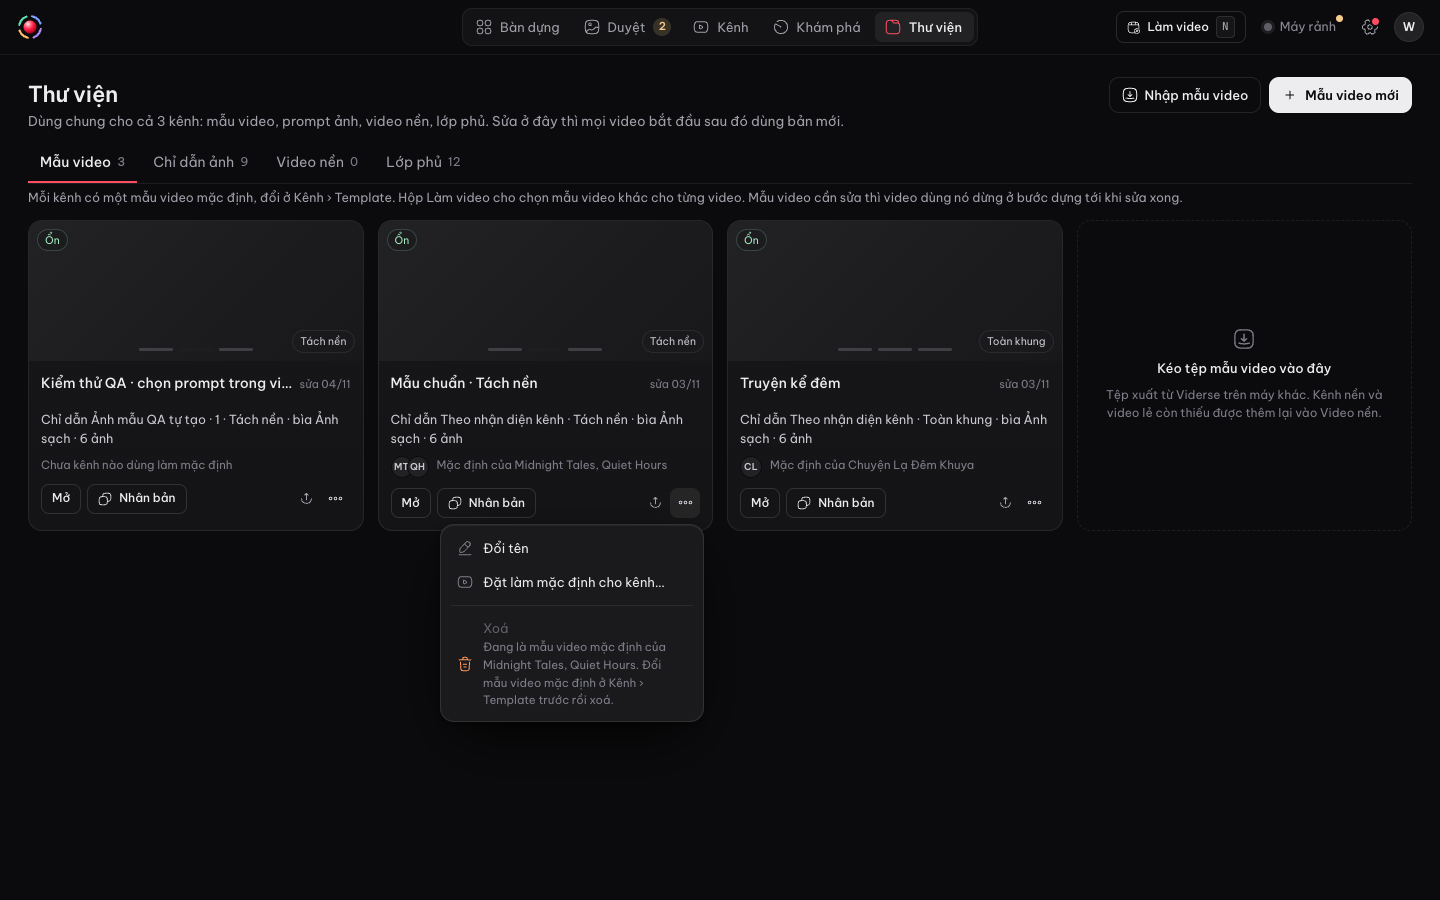 Bàn dựng
Duyệt 2
Kênh
Khám phá
Thư viện
Làm video N
Máy rảnh
W
Thư viện
Dùng chung cho cả 3 kênh: mẫu video, prompt ảnh, video nền, lớp phủ. Sửa ở đây thì mọi video bắt đầu sau đó dùng bản mới.
Nhập mẫu video
Mẫu video mới
Mẫu video 3
Chỉ dẫn ảnh 9
Video nền 0
Lớp phủ 12
Mỗi kênh có một mẫu video mặc định, đổi ở Kênh › Template. Hộp Làm video cho chọn mẫu video khác cho từng video. Mẫu video cần sửa thì video dùng nó dừng ở bước dựng tới khi sửa xong.
Ổn
Tách nền
Kiểm thử QA · chọn prompt trong vi... sửa 04/11
Chỉ dẫn Ảnh mẫu QA tự tạo · 1 · Tách nền · bìa Ảnh
sạch · 6 ảnh
Chưa kênh nào dùng làm mặc định
Mở
Nhân bản
Ổn
Tách nền
Mẫu chuẩn · Tách nền sửa 03/11
Chỉ dẫn Theo nhận diện kênh · Tách nền · bìa Ảnh
sạch · 6 ảnh
MT QH Mặc định của Midnight Tales, Quiet Hours
Mở
Nhân bản
Ổn
Toàn khung
Truyện kể đêm sửa 03/11
Chỉ dẫn Theo nhận diện kênh · Toàn khung · bìa Ảnh
sạch · 6 ảnh
CL Mặc định của Chuyện Lạ Đêm Khuya
Mở
Nhân bản
Kéo tệp mẫu video vào đây
Tệp xuất từ Viderse trên máy khác. Kênh nền và
video lẻ còn thiếu được thêm lại vào Video nền.
Đổi tên
Đặt làm mặc định cho kênh...
Xoá
Đang là mẫu video mặc định của
Midnight Tales, Quiet Hours. Đổi
mẫu video mặc định ở Kênh ›
Template trước rồi xoá.